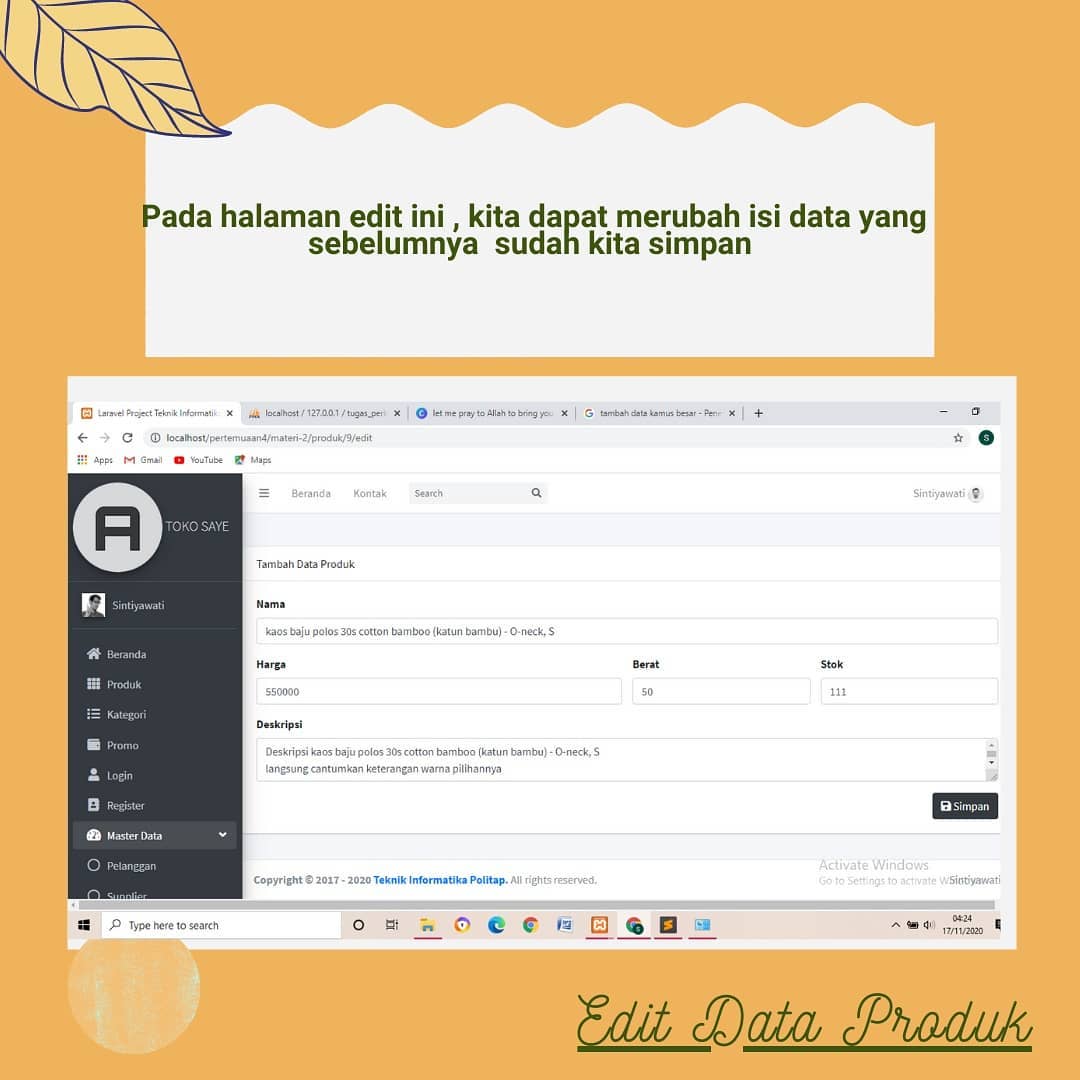 Pada halaman edit ini , kita dapat merubah isi data yang
sebelumnya sudah kita simpan
Laravel Project Teknik Informatik
localhost / 127.0.0.1 / tugas_per
let me pray to Allah to bring you
tambah data kamus besar - Pene
localhost/pertemuaan4/materi-2/produk/9/edit
S
Apps Gmail YouTube Maps
TOKO SAYE
Beranda Kontak Search Sintiyawati
Sintiyawati
Beranda
Produk
Kategori
Promo
Login
Register
Master Data
Pelanggan
Supplier
Tambah Data Produk
Nama
kaos baju polos 30s cotton bamboo (katun bambu) - O-neck, S
Harga Berat Stok
550000 50 111
Deskripsi
Deskripsi kaos baju polos 30s cotton bamboo (katun bambu) - O-neck, S
langsung cantumkan keterangan warna pilihannya
Simpan
Activate Windows
Go to Settings to activate W
Copyright © 2017 - 2020 Teknik Informatika Politap. All rights reserved.
Sintiyawati
Type here to search
04:24
17/11/2020
Edit Data Produk